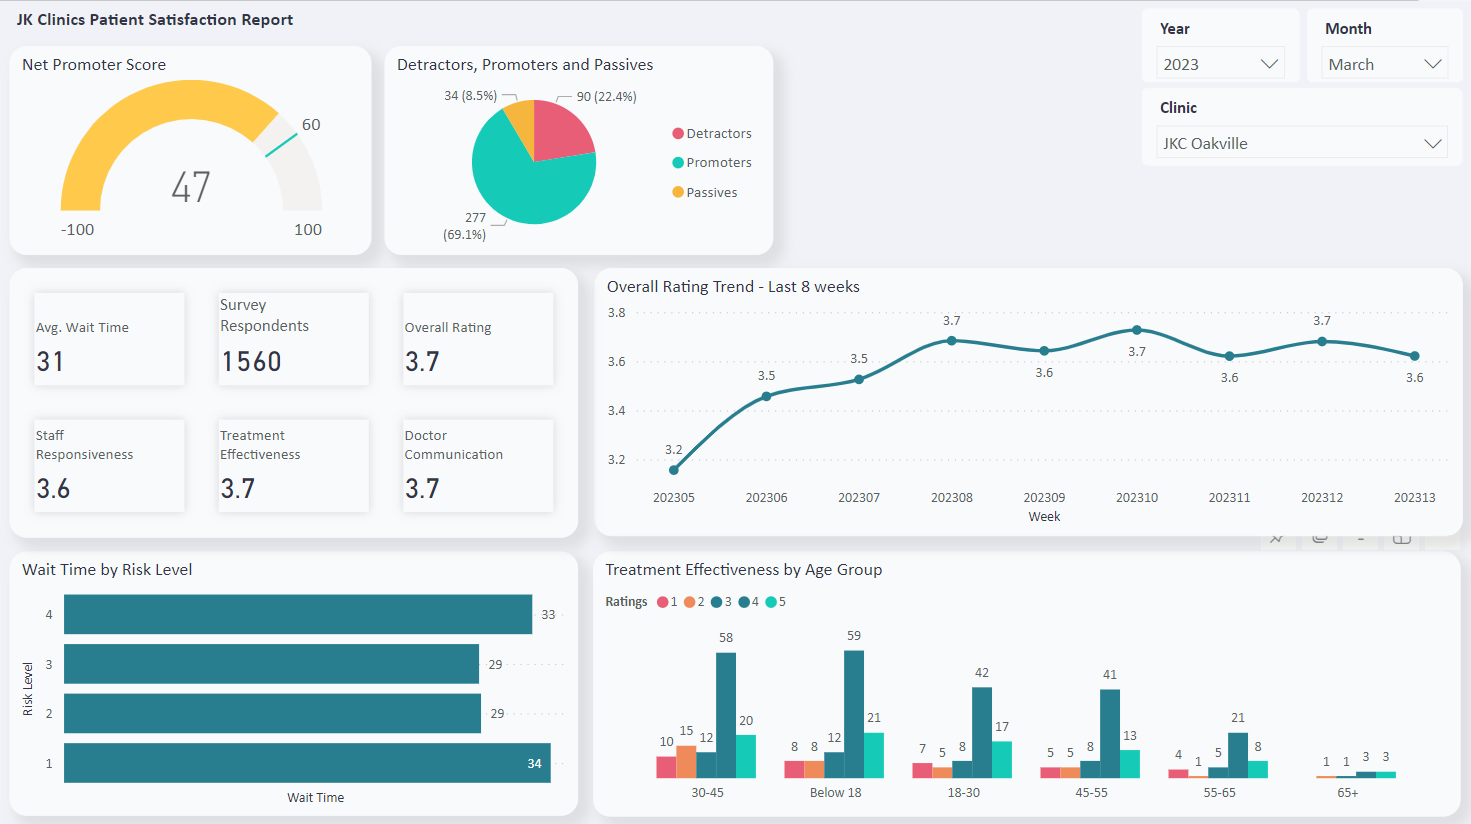 JK Clinics Patient Satisfaction Report
Year
2023
Month
March
Clinic
JKC Oakville
Net Promoter Score
60
47
-100
100
Detractors, Promoters and Passives
34 (8.5%)
90 (22.4%)
277
(69.1%)
Detractors
Promoters
Passives
Avg. Wait Time
31
Survey
Respondents
1560
Overall Rating
3.7
Staff
Responsiveness
3.6
Treatment
Effectiveness
3.7
Doctor
Communication
3.7
Overall Rating Trend - Last 8 weeks
3.8
3.6
3.4
3.2
3.2
3.5
3.5
3.7
3.6
3.7
3.6
3.7
3.6
202305 202306 202307 202308 202309 202310 202311 202312 202313
Week
Wait Time by Risk Level
Risk Level
4 33
3 29
2 29
1 34
Wait Time
Treatment Effectiveness by Age Group
Ratings 1 2 3 4 5
10 15 12 58 20
8 8 12 59 21
7 5 8 42 17
5 5 8 41 13
4 1 5 21 8
1 1 3 3
30-45 Below 18 18-30 45-55 55-65 65+